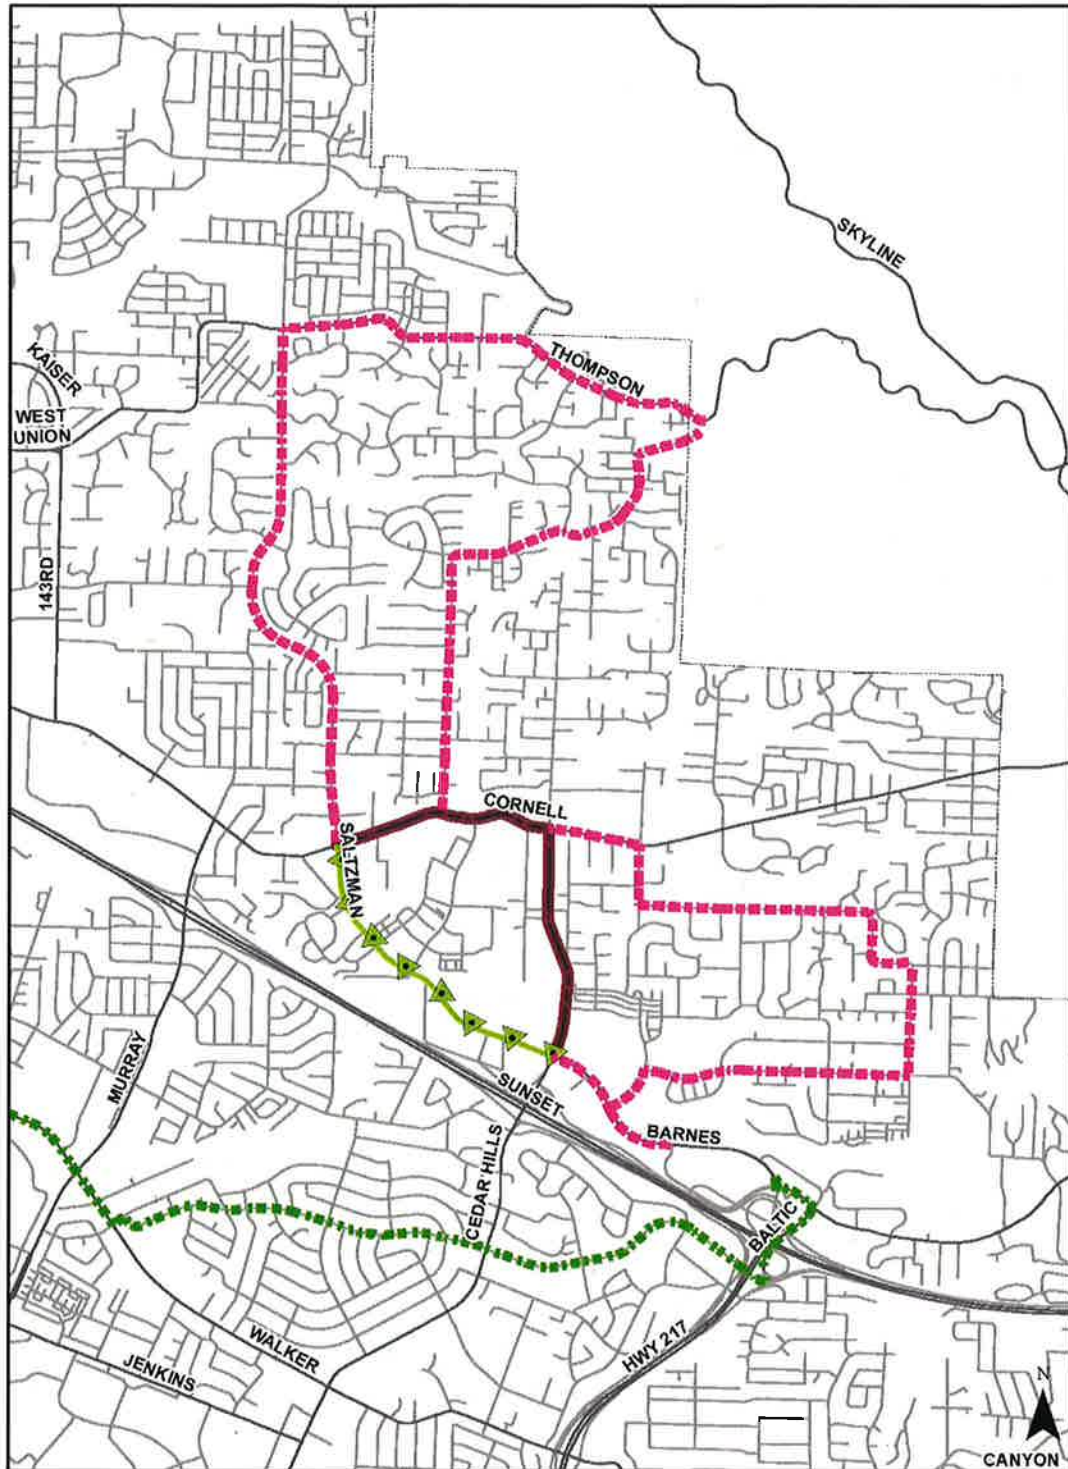 SKYLINE
THOMPSON
KAISER
WEST
UNION
143RD
CORNELL
SALTZMAN
MURRAY
SUNSET
BARNES
CEDAR HILLS
BALTIC
HWY 217
WALKER
JENKINS
N
CANYON